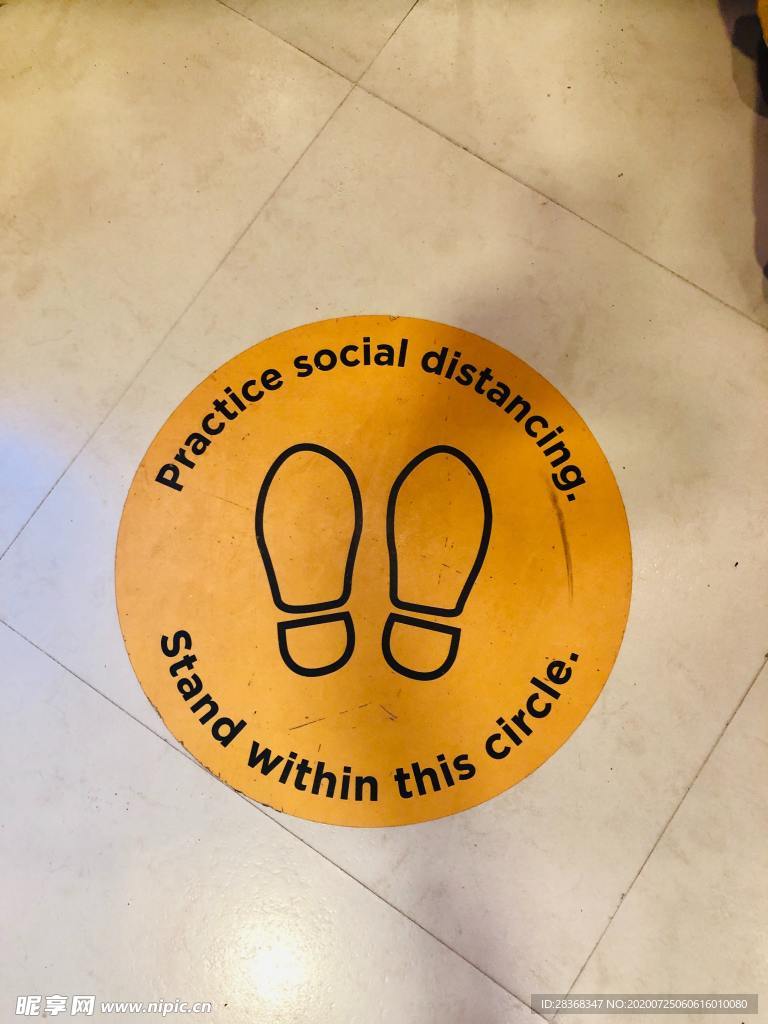 Practice social distancing.
Stand within this circle.
昵享网 www.nipic.cn
ID:28368347 NO:20200725060616010080